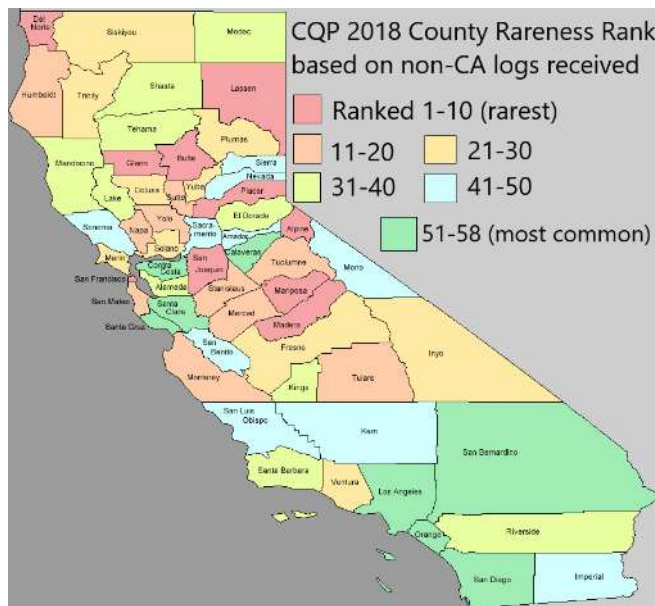 CQP 2018 County Rareness Rank
based on non-CA logs received
Ranked 1-10 (rarest)
11-20
21-30
31-40
41-50
51-58 (most common)
Del
Norte
Siskiyou
Modoc
Humboldt
Trinity
Shasta
Lassen
Tehama
Plumas
Mendocino
Glenn
Butte
Sierra
Nevada
Lake
Colusa
Sutter
Yuba
Placer
El Dorado
Sonoma
Napa
Yolo
Sacra-
mento
Amador
Alpine
Solano
Marin
Calaveras
Contra
Costa
San
Joaquin
Tuolumne
Mono
San Francisco
Alameda
Stanislaus
Mariposa
San Mateo
Santa
Clara
Merced
Madera
Santa Cruz
San
Benito
Fresno
Inyo
Monterey
Kings
Tulare
San Luis
Obispo
Kern
San Bernardino
Santa Barbara
Ventura
Los Angeles
Orange
Riverside
San Diego
Imperial